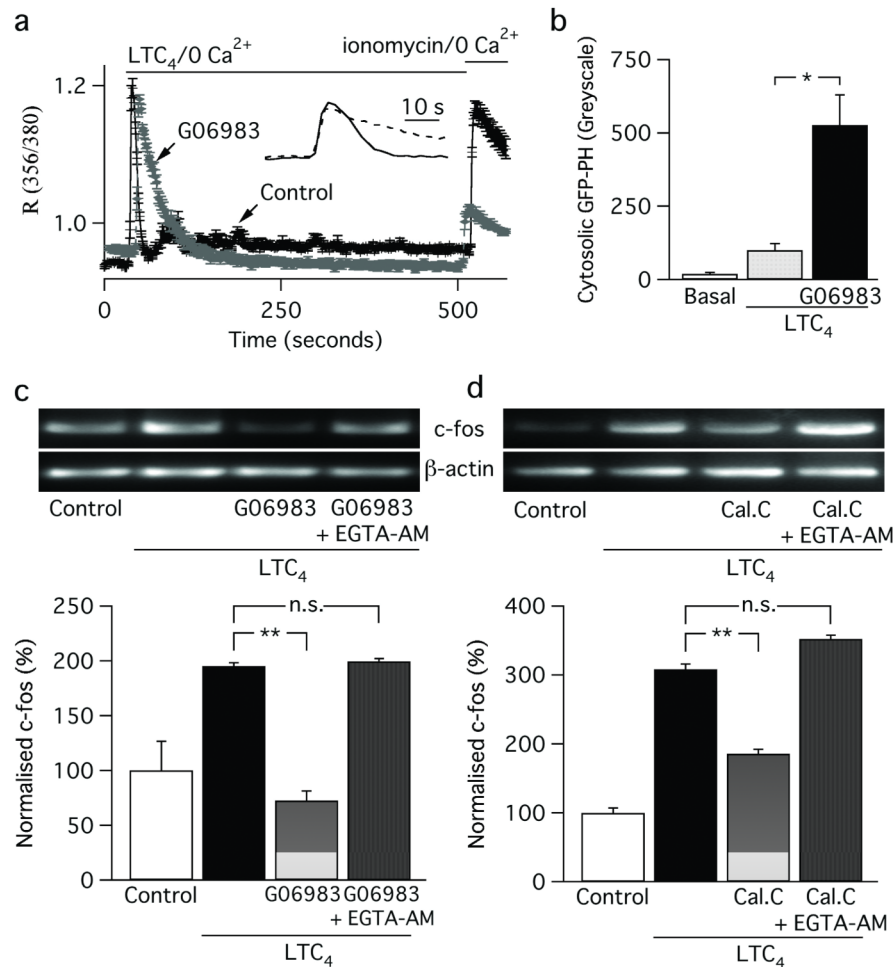 a
LTC4/0 Ca2+
ionomycin/0 Ca2+
1.2
1.0
R (356/380)
G06983
Control
10 s
0
250
500
Time (seconds)
b
Cytosolic GFP-PH (Greyscale)
750
500
250
0
*
Basal
G06983
LTC4
c
c-fos
β-actin
Control
G06983
G06983
+ EGTA-AM
LTC4
d
Control
Cal.C
Cal.C
+ EGTA-AM
LTC4
Normalised c-fos (%)
250
200
150
100
50
0
n.s.
**
Control
G06983
G06983
+ EGTA-AM
LTC4
Normalised c-fos (%)
400
300
200
100
0
n.s.
**
Control
Cal.C
Cal.C
+ EGTA-AM
LTC4